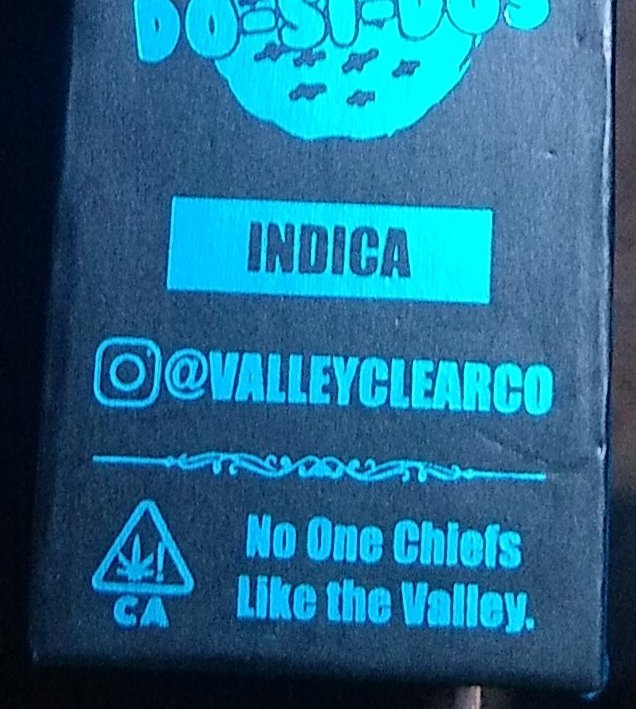 DO-SI-DOS
INDICA
@VALLEYCLEARCO
No One Chiefs
Like the Valley.
CA